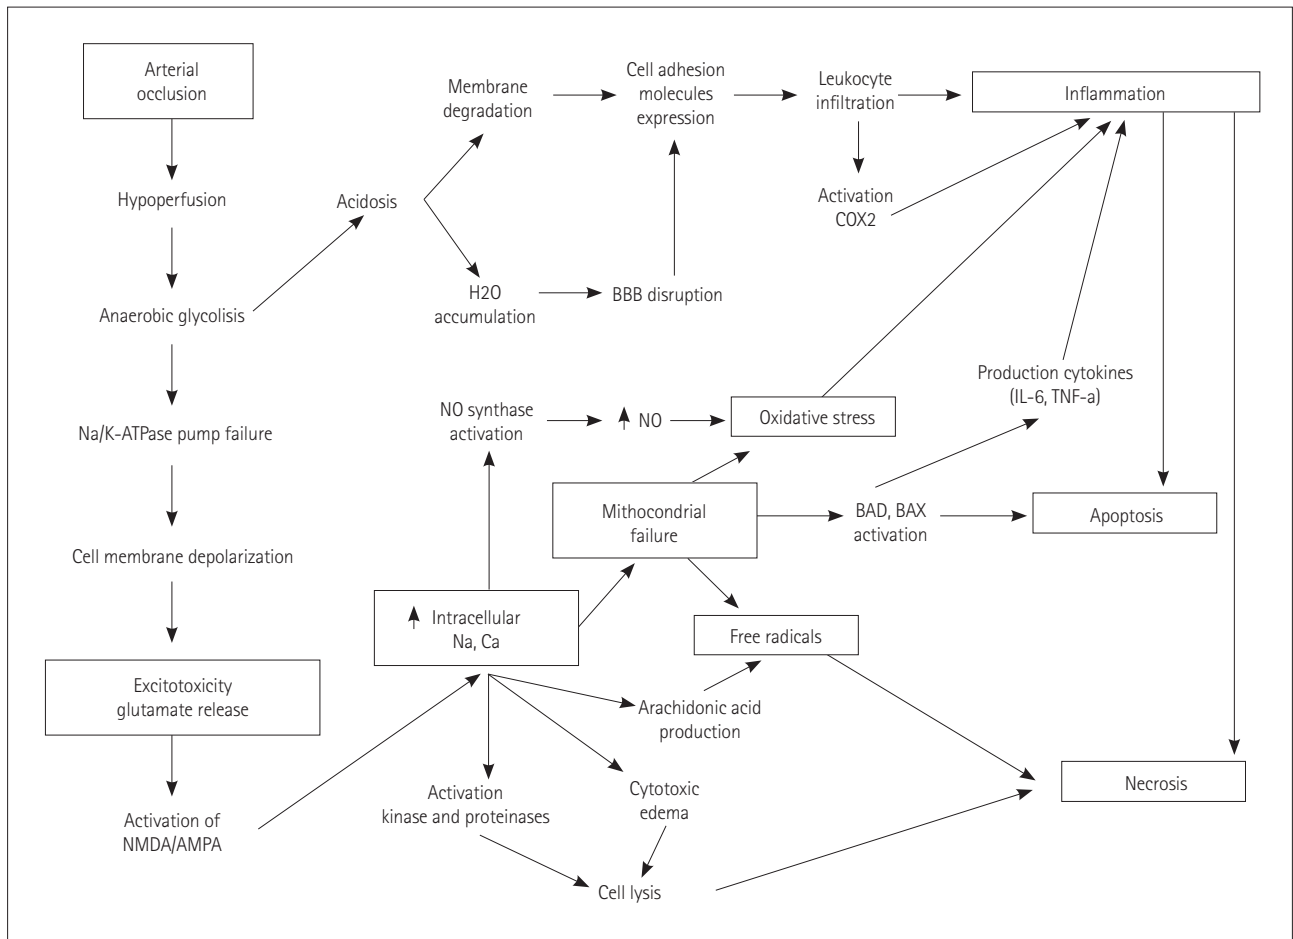 Arterial
occlusion
Hypoperfusion
Anaerobic glycolisis
Na/K-ATPase pump failure
Cell membrane depolarization
Excitotoxicity
glutamate release
Activation of
NMDA/AMPA
Acidosis
Membrane
degradation
H2O
accumulation
Cell adhesion
molecules
expression
BBB disruption
Leukocyte
infiltration
Activation
COX2
Inflammation
NO synthase
activation
NO
Oxidative stress
Production cytokines
(IL-6, TNF-a)
Mithocondrial
failure
BAD, BAX
activation
Apoptosis
Intracellular
Na, Ca
Free radicals
Arachidonic acid
production
Activation
kinase and proteinases
Cytotoxic
edema
Cell lysis
Necrosis